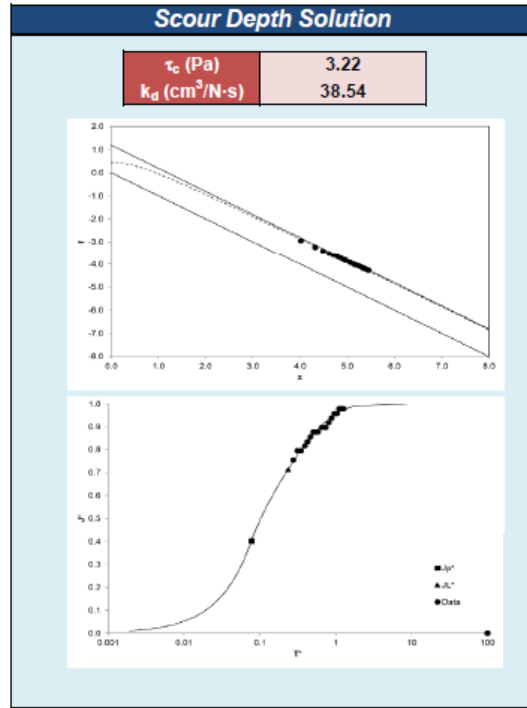 Scour Depth Solution
τc (Pa) 3.22
kd (cm³/N·s) 38.54
2.0
1.0
0.0
-1.0
-2.0
-3.0
-4.0
-5.0
-6.0
-7.0
-8.0
0.0 1.0 2.0 3.0 4.0 5.0 6.0 7.0 8.0
x
f
1.0
0.9
0.8
0.7
0.6
0.5
0.4
0.3
0.2
0.1
0.0
0.001 0.01 0.1 1 10 100
T*
J*
Jp*
JL*
Data